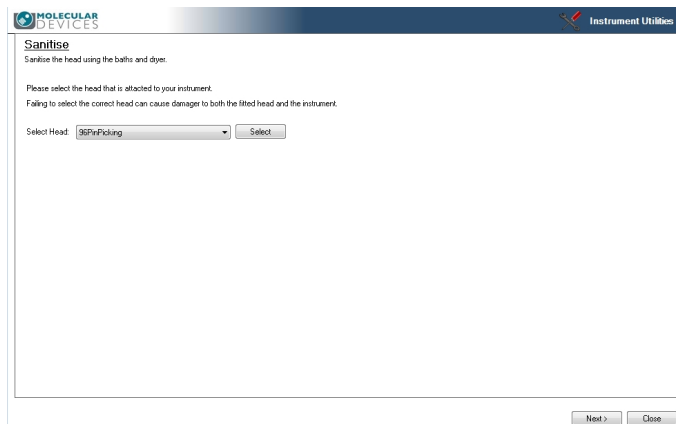 MOLECULAR
DEVICES
Instrument Utilities
Sanitise
Sanitise the head using the baths and dryer.
Please select the head that is attacted to your instrument.
Failing to select the correct head can cause damager to both the fitted head and the instrument.
Select Head: 96PinPicking Select
Next > Close